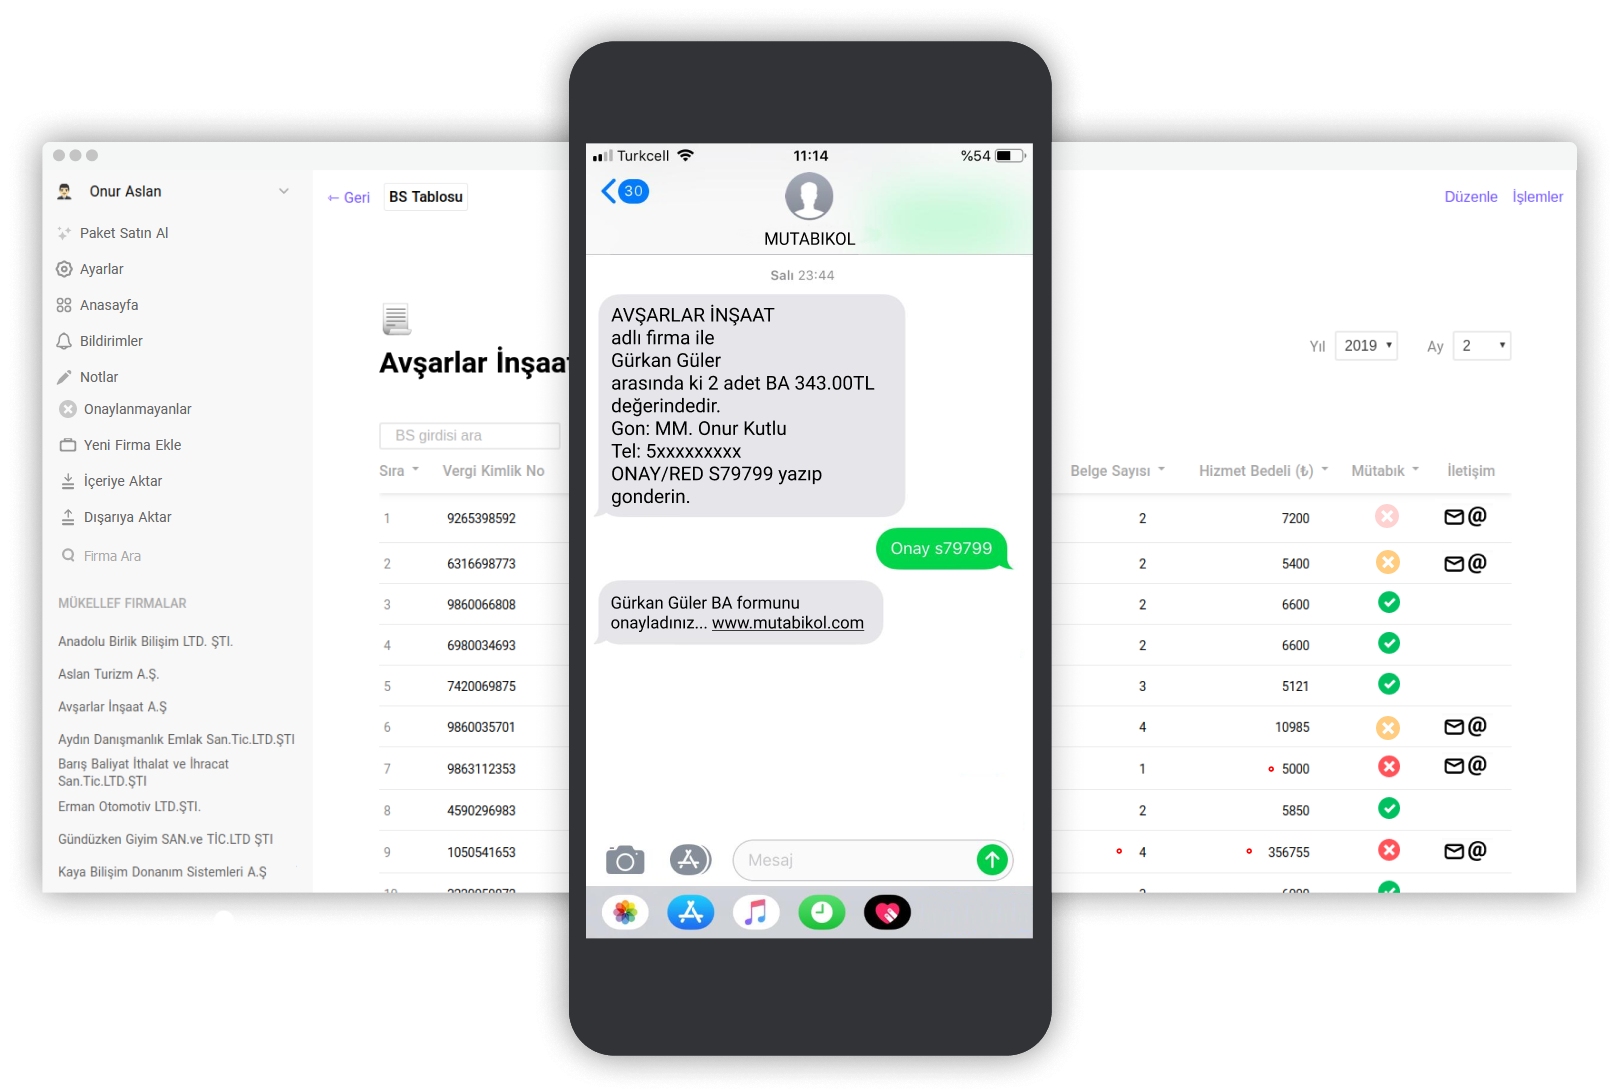 Onur Aslan
Paket Satın Al
Ayarlar
Anasayfa
Bildirimler
Notlar
Onaylanmayanlar
Yeni Firma Ekle
İçeriye Aktar
Dışarıya Aktar
Firma Ara
MÜKELLEF FIRMALAR
Anadolu Birlik Bilişim LTD. ŞTI.
Aslan Turizm A.Ş.
Avşarlar İnşaat A.Ş
Aydın Danışmanlık Emlak San.Tic.LTD.ŞTI
Barış Baliyat İthalat ve İhracat
San.Tic.LTD.ŞTI
Erman Otomotiv LTD.ŞTI.
Gündüzken Giyim SAN.ve TİC.LTD ŞTI
Kaya Bilişim Donanım Sistemleri A.Ş
← Geri BS Tablosu
Düzenle İşlemler
Avşarlar İnşaat
Yıl 2019 Ay 2
BS girdisi ara
Sıra Vergi Kimlik No Belge Sayısı Hizmet Bedeli (₺) Mütabık İletişim
1 9265398592 2 7200
2 6316698773 2 5400
3 9860066808 2 6600
4 6980034693 2 6600
5 7420069875 3 5121
6 9860035701 4 10985
7 9863112353 1 5000
8 4590296983 2 5850
9 1050541653 4 356755
Turkcell 11:14 %54
30
MUTABIKOL
Salı 23:44
AVŞARLAR İNŞAAT
adlı firma ile
Gürkan Güler
arasında ki 2 adet BA 343.00TL
değerindedir.
Gon: MM. Onur Kutlu
Tel: 5xxxxxxxxx
ONAY/RED S79799 yazıp
gonderin.
Onay s79799
Gürkan Güler BA formunu
onayladınız... www.mutabikol.com
Mesaj